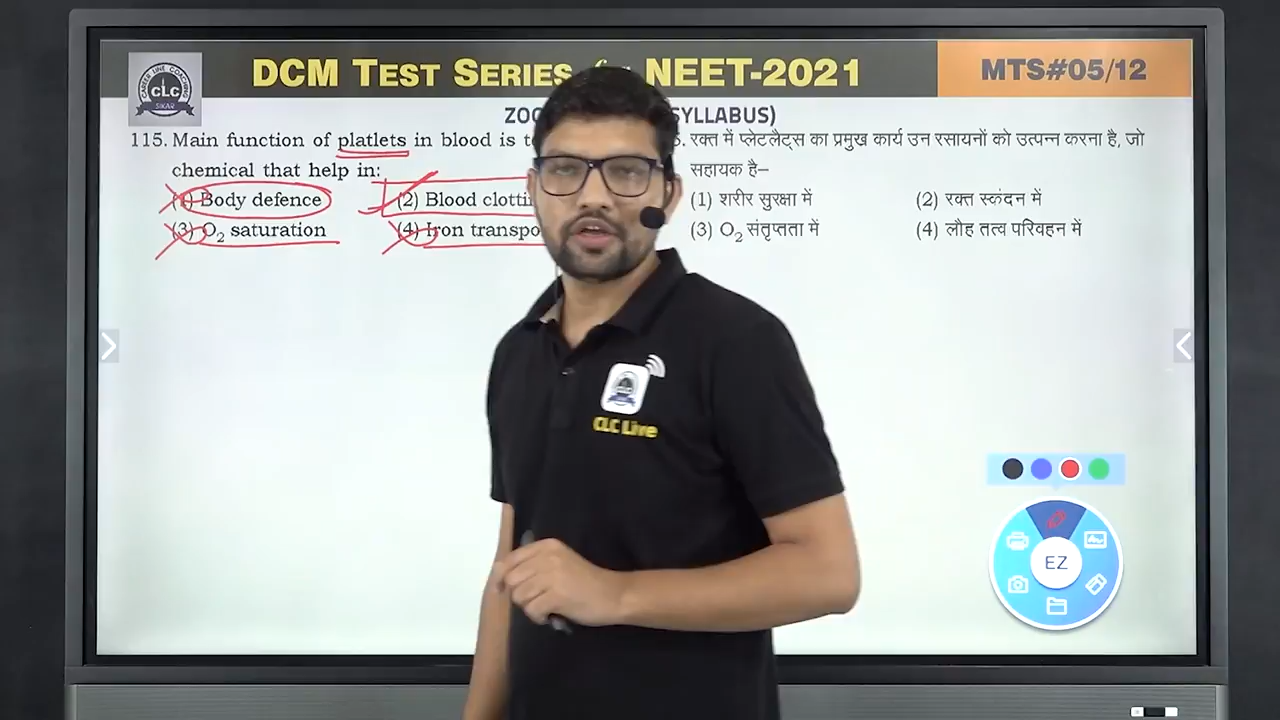 DCM TEST SERIES for NEET-2021
MTS#05/12
CAREER LINE COACHING
CLC
SIKAR
SYLLABUS)
115. Main function of platlets in blood is to
chemical that help in:
(1) Body defence
(2) Blood clotti
(3) O2 saturation
(4) Iron transpo
रक्त में प्लेटलैट्स का प्रमुख कार्य उन रसायनों को उत्पन्न करना है, जो
सहायक है–
(1) शरीर सुरक्षा में
(2) रक्त स्कंदन में
(3) O2 संतृप्तता में
(4) लौह तत्व परिवहन में
CLC Live
EZ